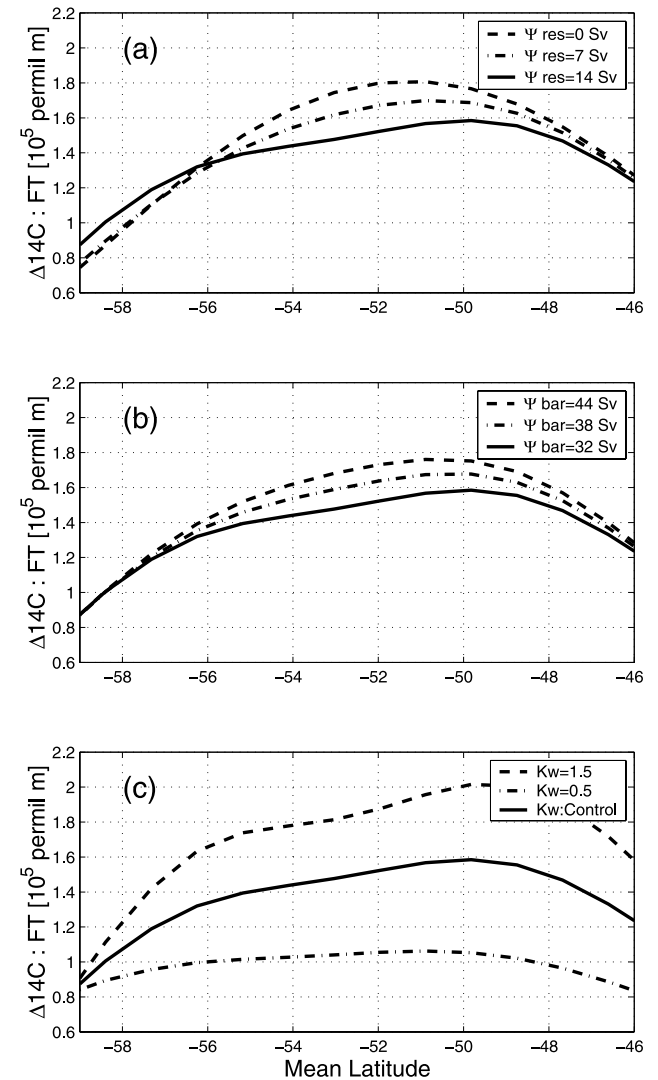 2.2
2
1.8
1.6
1.4
1.2
1
0.8
0.6
Δ14C : FT [10⁵ permil m]
(a)
Ψ res=0 Sv
Ψ res=7 Sv
Ψ res=14 Sv
−58 −56 −54 −52 −50 −48 −46
2.2
2
1.8
1.6
1.4
1.2
1
0.8
0.6
Δ14C : FT [10⁵ permil m]
(b)
Ψ bar=44 Sv
Ψ bar=38 Sv
Ψ bar=32 Sv
−58 −56 −54 −52 −50 −48 −46
2.2
2
1.8
1.6
1.4
1.2
1
0.8
0.6
Δ14C : FT [10⁵ permil m]
(c)
Kw=1.5
Kw=0.5
Kw:Control
−58 −56 −54 −52 −50 −48 −46
Mean Latitude